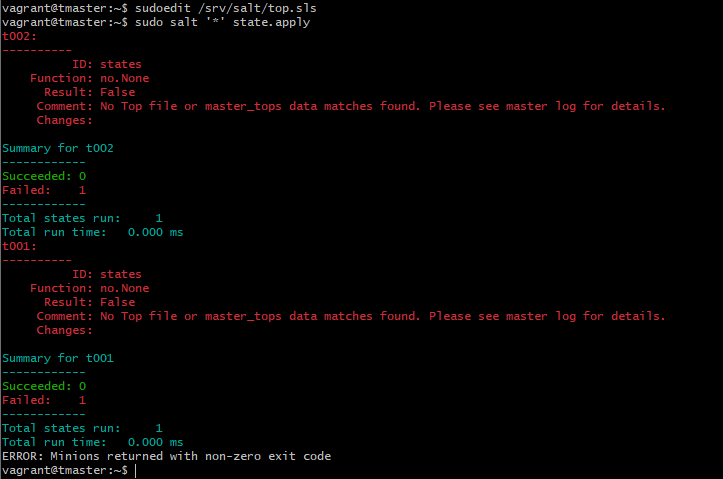 vagrant@tmaster:~$ sudoedit /srv/salt/top.sls
vagrant@tmaster:~$ sudo salt '*' state.apply
t002:
----------
          ID: states
    Function: no.None
      Result: False
     Comment: No Top file or master_tops data matches found. Please see master log for details.
     Changes:

Summary for t002
------------
Succeeded: 0
Failed:    1
------------
Total states run:     1
Total run time:   0.000 ms
t001:
----------
          ID: states
    Function: no.None
      Result: False
     Comment: No Top file or master_tops data matches found. Please see master log for details.
     Changes:

Summary for t001
------------
Succeeded: 0
Failed:    1
------------
Total states run:     1
Total run time:   0.000 ms
ERROR: Minions returned with non-zero exit code
vagrant@tmaster:~$